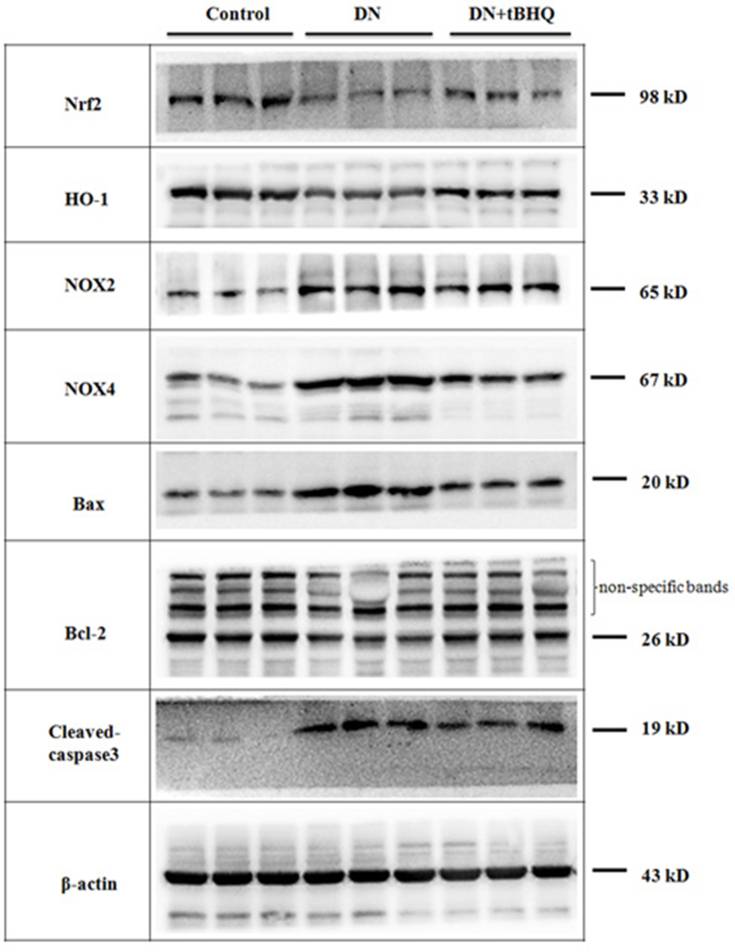 Control DN DN+tBHQ
Nrf2 98 kD
HO-1 33 kD
NOX2 65 kD
NOX4 67 kD
Bax 20 kD
non-specific bands
Bcl-2 26 kD
Cleaved-
caspase3 19 kD
β-actin 43 kD